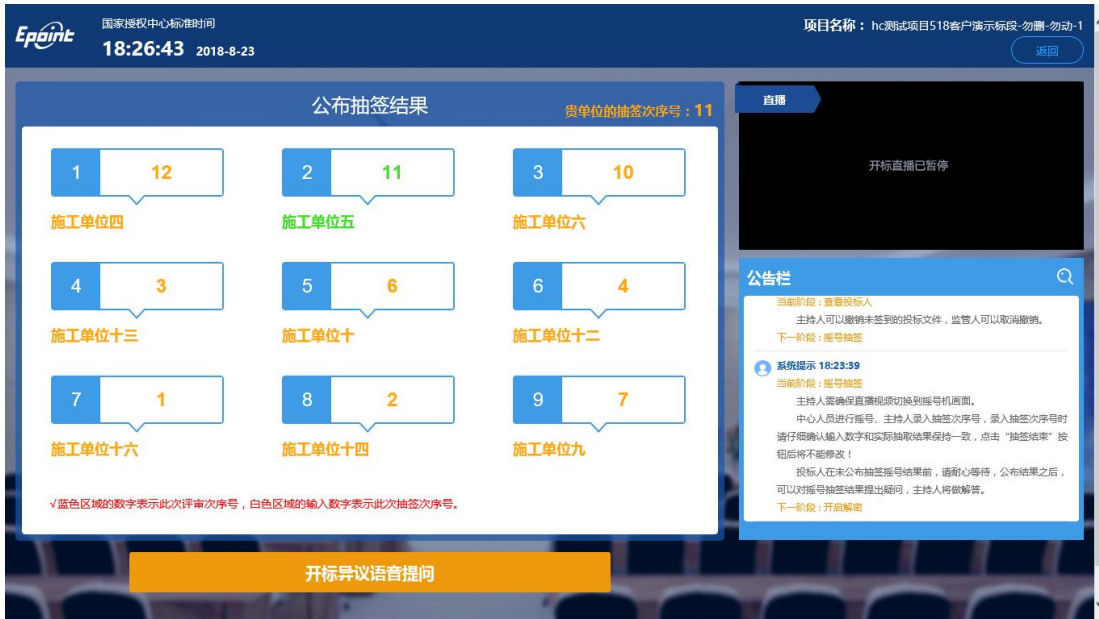 Epoint
国家授权中心标准时间
18:26:43 2018-8-23
项目名称：hc测试项目518客户演示标段-勿删-勿动-1
返回
公布抽签结果
贵单位的抽签次序号：11
1 12
2 11
3 10
施工单位四
施工单位五
施工单位六
4 3
5 6
6 4
施工单位十三
施工单位十
施工单位十二
7 1
8 2
9 7
施工单位十六
施工单位十四
施工单位九
√蓝色区域的数字表示此次评审次序号，白色区域的输入数字表示此次抽签次序号。
开标异议语音提问
直播
开标直播已暂停
公告栏
当前阶段：查看投标人
主持人可以撤销未签到的投标文件，监管人可以取消撤销。
下一阶段：摇号抽签
系统提示 18:23:39
当前阶段：摇号抽签
主持人需确保直播视频切换到摇号机画面。
中心人员进行摇号、主持人录入抽签次序号，录入抽签次序号时
请仔细确认输入数字和实际抽取结果保持一致，点击“抽签结束”按
钮后将不能修改！
投标人在未公布抽签摇号结果前，请耐心等待，公布结果之后，
可以对摇号抽签结果提出疑问，主持人将做解答。
下一阶段：开启解密